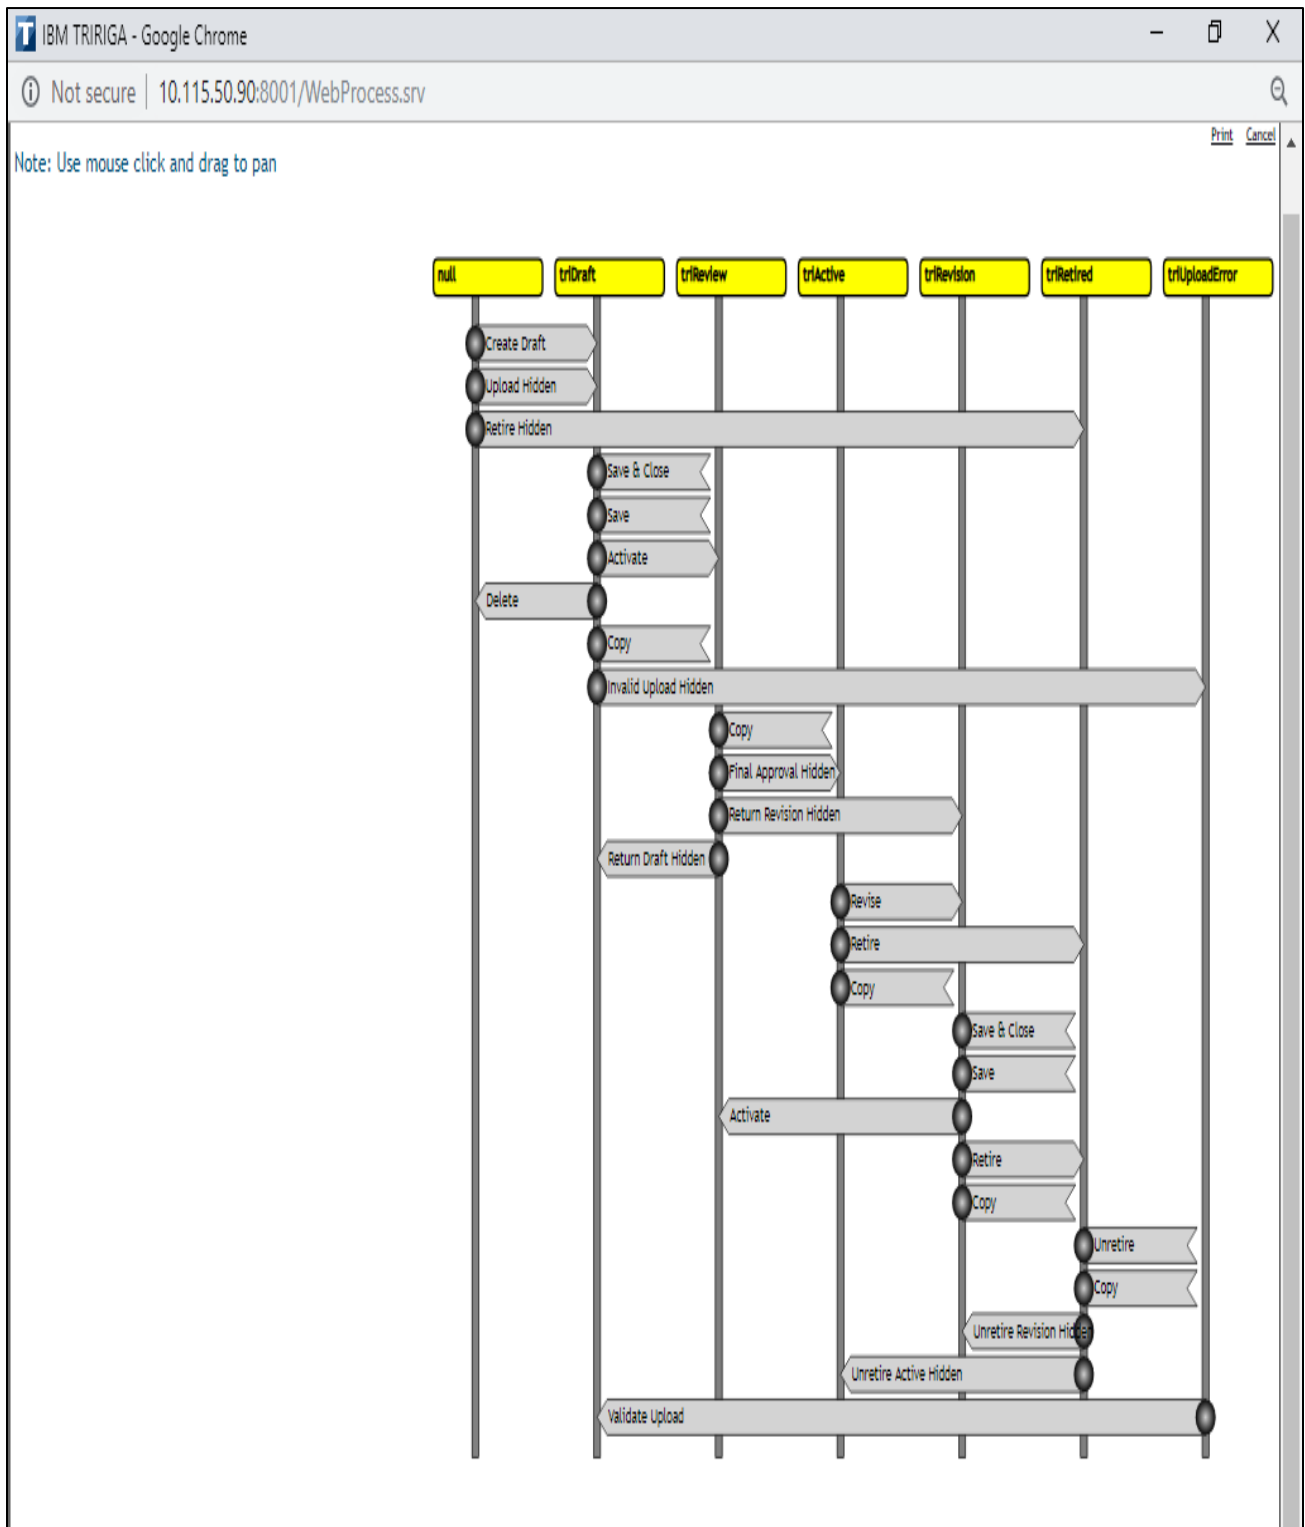 IBM TRIRIGA - Google Chrome
Not secure | 10.115.50.90:8001/WebProcess.srv
Print Cancel
Note: Use mouse click and drag to pan
null triDraft triReview triActive triRevision triRetired triUploadError
Create Draft
Upload Hidden
Retire Hidden
Save & Close
Save
Activate
Delete
Copy
Invalid Upload Hidden
Copy
Final Approval Hidden
Return Revision Hidden
Return Draft Hidden
Revise
Retire
Copy
Save & Close
Save
Activate
Retire
Copy
Unretire
Copy
Unretire Revision Hidden
Unretire Active Hidden
Validate Upload